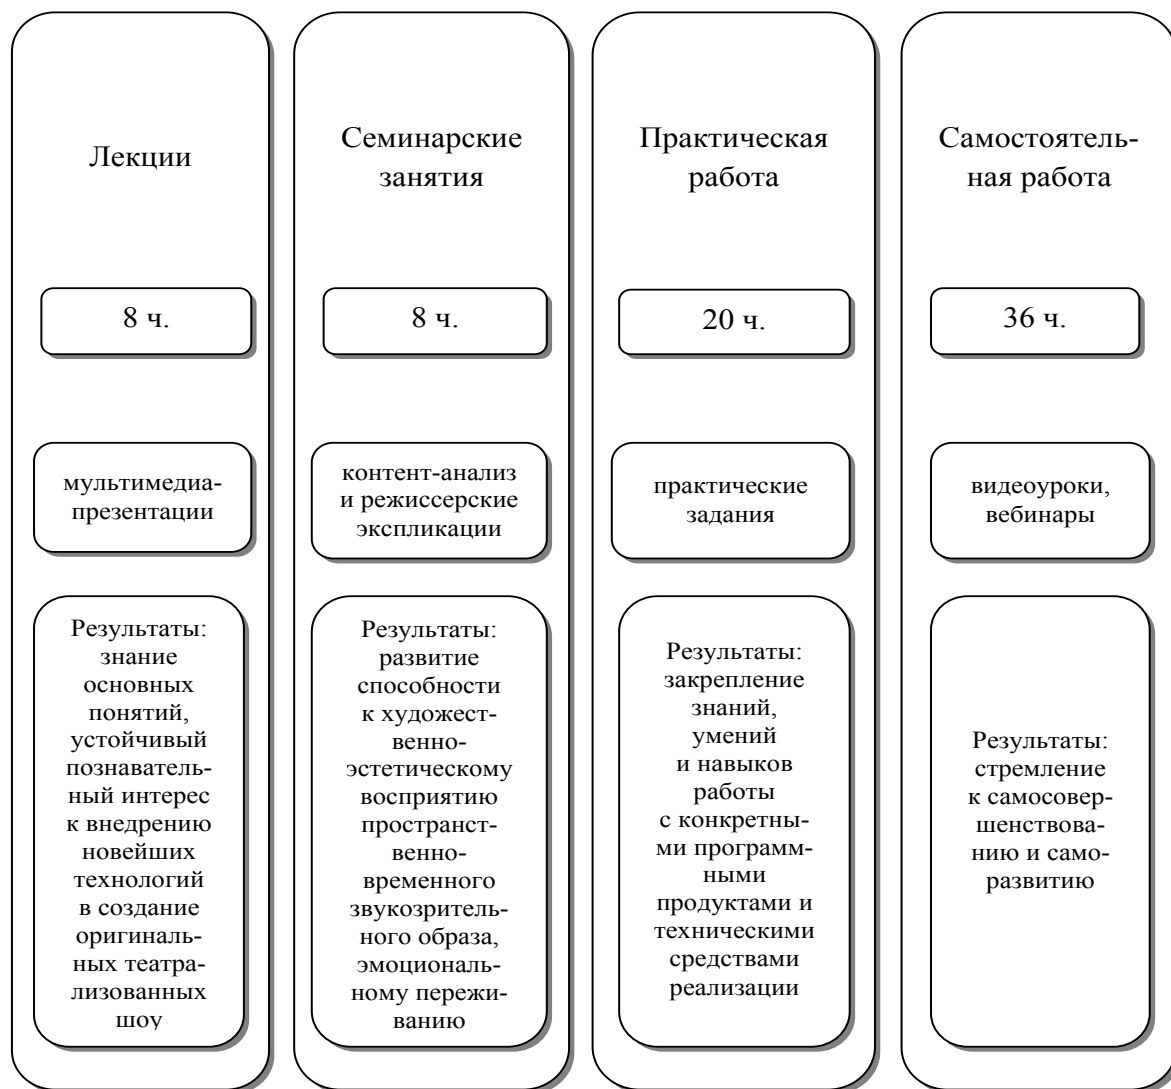 Лекции
8 ч.
мультимедиа-
презентации
Результаты:
знание
основных
понятий,
устойчивый
познаватель-
ный интерес
к внедрению
новейших
технологий
в создание
оригиналь-
ных театра-
лизованных
шоу
Семинарские
занятия
8 ч.
контент-анализ
и режиссерские
экспликации
Результаты:
развитие
способности
к художест-
венно-
эстетическому
восприятию
пространст-
венно-
временного
звукозритель-
ного образа,
эмоциональ-
ному пережи-
ванию
Практическая
работа
20 ч.
практические
задания
Результаты:
закрепление
знаний,
умений
и навыков
работы
с конкретны-
ми программ-
ными
продуктами и
техническими
средствами
реализации
Самостоятель-
ная работа
36 ч.
видеоуроки,
вебинары
Результаты:
стремление
к самосовер-
шенствова-
нию и само-
развитию